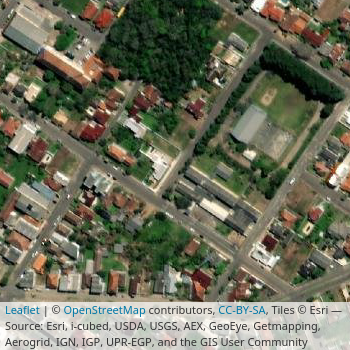 Leaflet | © OpenStreetMap contributors, CC-BY-SA, Tiles © Esri —
Source: Esri, i-cubed, USDA, USGS, AEX, GeoEye, Getmapping,
Aerogrid, IGN, IGP, UPR-EGP, and the GIS User Community